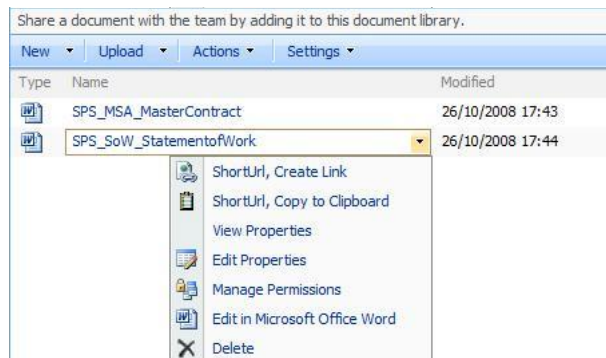 Share a document with the team by adding it to this document library.
New Upload Actions Settings
Type Name Modified
SPS_MSA_MasterContract 26/10/2008 17:43
SPS_SoW_StatementofWork 26/10/2008 17:44
ShortUrl, Create Link
ShortUrl, Copy to Clipboard
View Properties
Edit Properties
Manage Permissions
Edit in Microsoft Office Word
Delete